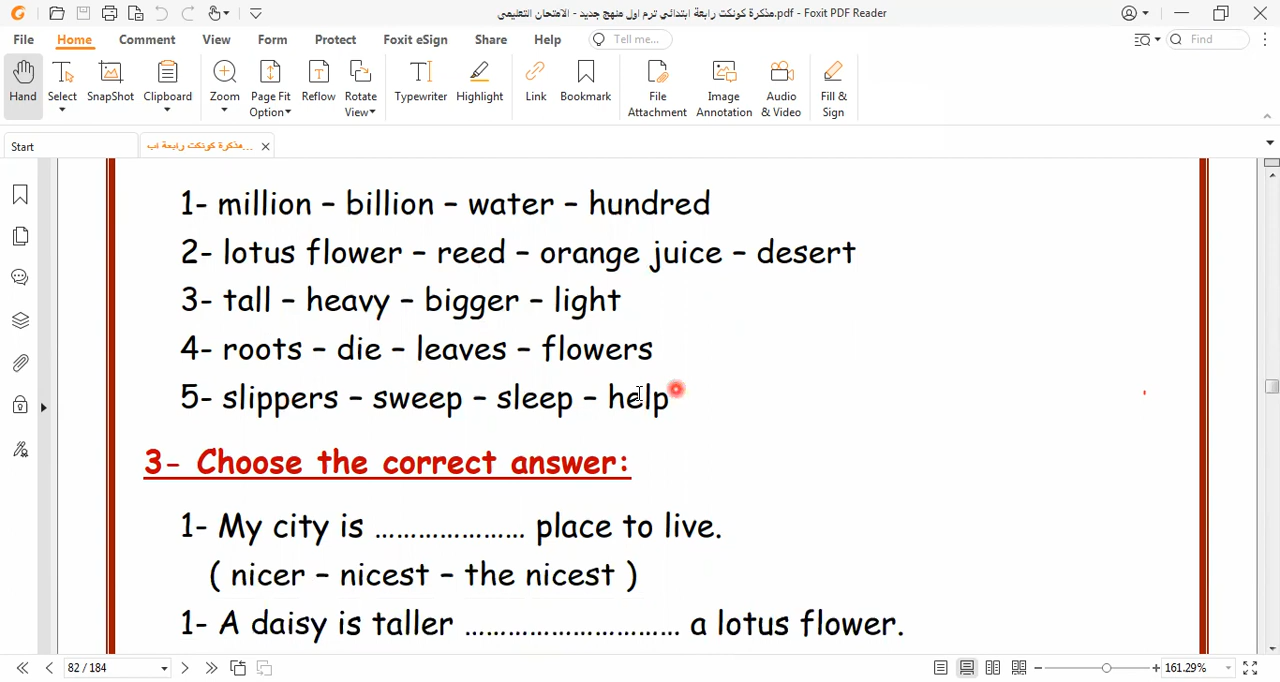 مذكرة كونكت رابعة ابتدائي ترم اول منهج جديد - الامتحان التعليمى.pdf - Foxit PDF Reader
File Home Comment View Form Protect Foxit eSign Share Help Tell me... Find
Hand Select SnapShot Clipboard Zoom Page Fit Option Reflow Rotate View Typewriter Highlight Link Bookmark File Attachment Image Annotation Audio & Video Fill & Sign
Start مذكرة كونكت رابعة اب...
1- million – billion – water – hundred
2- lotus flower – reed – orange juice – desert
3- tall – heavy – bigger – light
4- roots – die – leaves – flowers
5- slippers – sweep – sleep – help
3- Choose the correct answer:
1- My city is ………………… place to live.
( nicer – nicest – the nicest )
1- A daisy is taller ………………………… a lotus flower.
82 / 184 161.29%